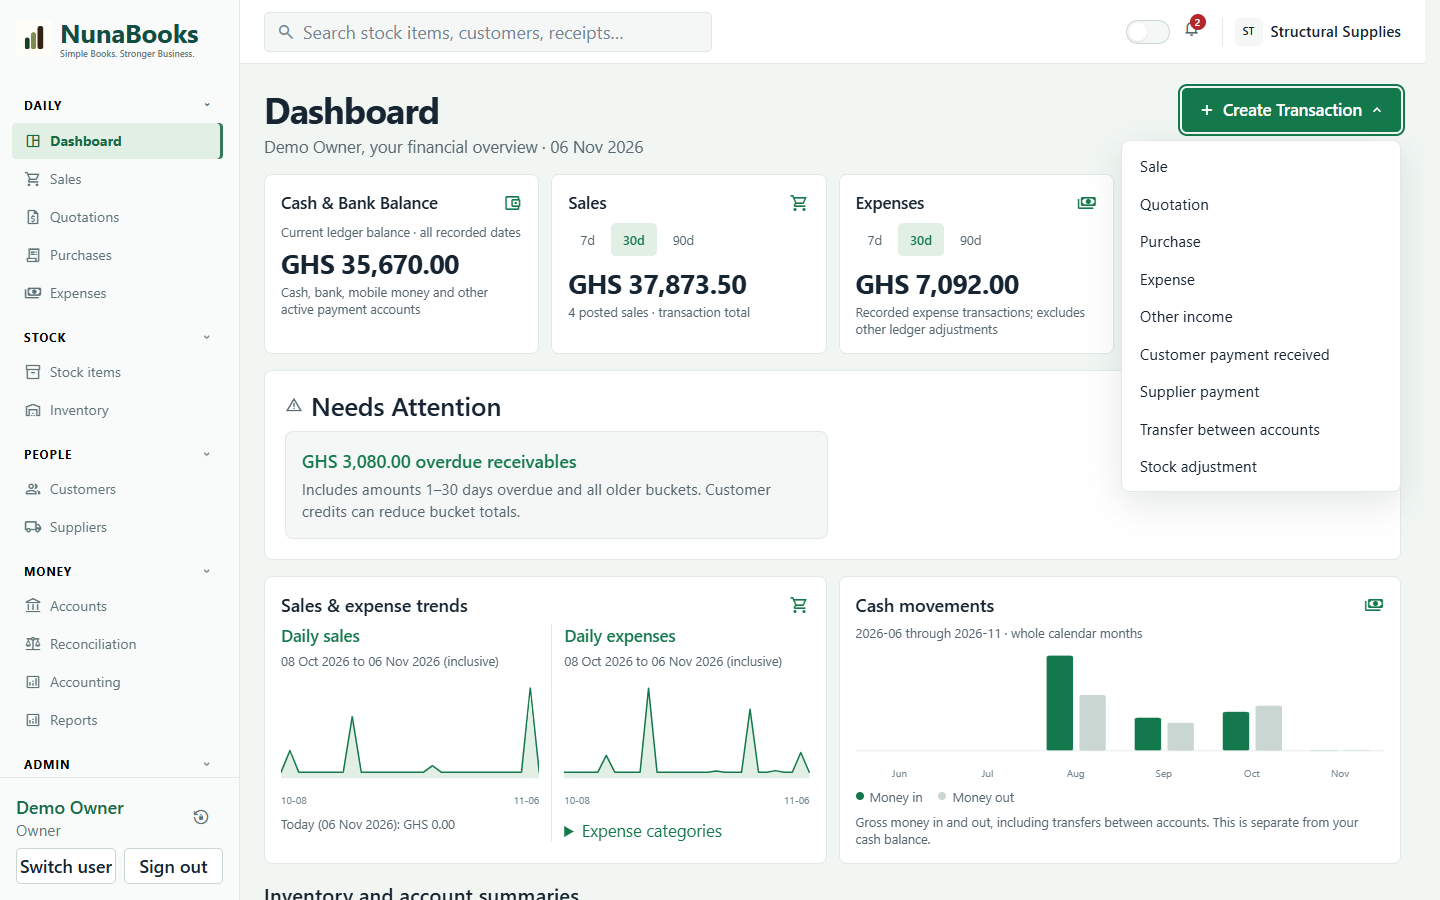 NunaBooks
Simple Books. Stronger Business.
DAILY
Dashboard
Sales
Quotations
Purchases
Expenses
STOCK
Stock items
Inventory
PEOPLE
Customers
Suppliers
MONEY
Accounts
Reconciliation
Accounting
Reports
ADMIN
Demo Owner
Owner
Switch user
Sign out
Search stock items, customers, receipts...
2
ST
Structural Supplies
Dashboard
Demo Owner, your financial overview · 06 Nov 2026
+ Create Transaction
Sale
Quotation
Purchase
Expense
Other income
Customer payment received
Supplier payment
Transfer between accounts
Stock adjustment
Cash & Bank Balance
Current ledger balance · all recorded dates
GHS 35,670.00
Cash, bank, mobile money and other
active payment accounts
Sales
7d 30d 90d
GHS 37,873.50
4 posted sales · transaction total
Expenses
7d 30d 90d
GHS 7,092.00
Recorded expense transactions; excludes
other ledger adjustments
Needs Attention
GHS 3,080.00 overdue receivables
Includes amounts 1–30 days overdue and all older buckets. Customer
credits can reduce bucket totals.
Sales & expense trends
Daily sales
08 Oct 2026 to 06 Nov 2026 (inclusive)
10-08 11-06
Today (06 Nov 2026): GHS 0.00
Daily expenses
08 Oct 2026 to 06 Nov 2026 (inclusive)
10-08 11-06
Expense categories
Cash movements
2026-06 through 2026-11 · whole calendar months
Jun Jul Aug Sep Oct Nov
Money in Money out
Gross money in and out, including transfers between accounts. This is separate from your
cash balance.
Inventory and account summaries